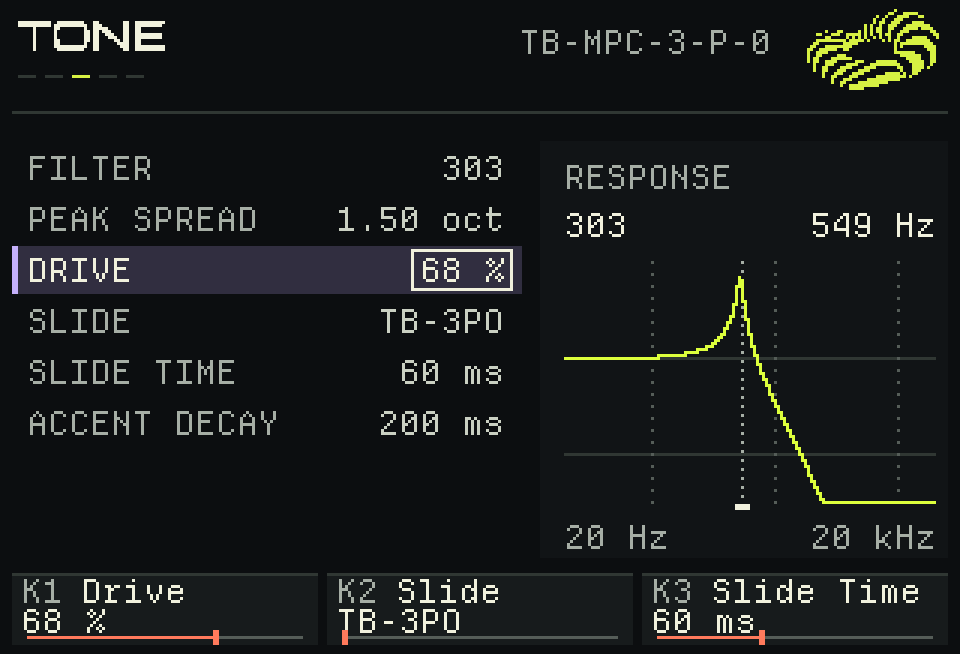 TONE
TB-MPC-3-P-0
FILTER 303
PEAK SPREAD 1.50 oct
DRIVE 68 %
SLIDE TB-3PO
SLIDE TIME 60 ms
ACCENT DECAY 200 ms
RESPONSE
303 549 Hz
20 Hz 20 kHz
K1 Drive
68 %
K2 Slide
TB-3PO
K3 Slide Time
60 ms